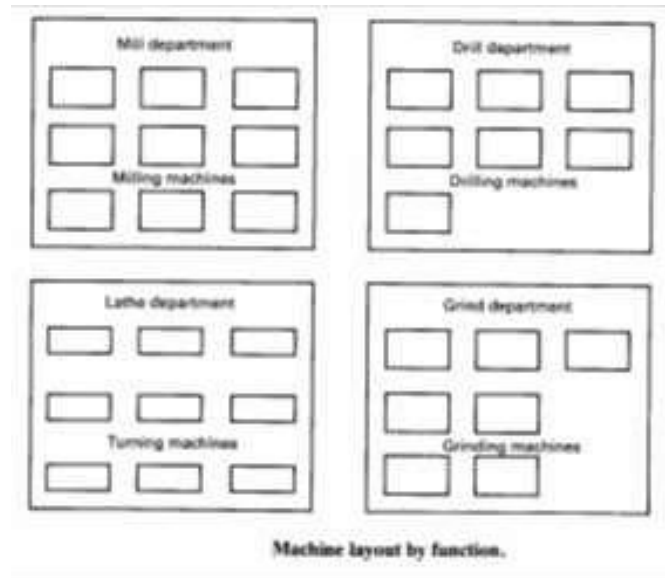 Mill department
Milling machines
Drill department
Drilling machines
Lathe department
Turning machines
Grind department
Grinding machines
Machine layout by function.